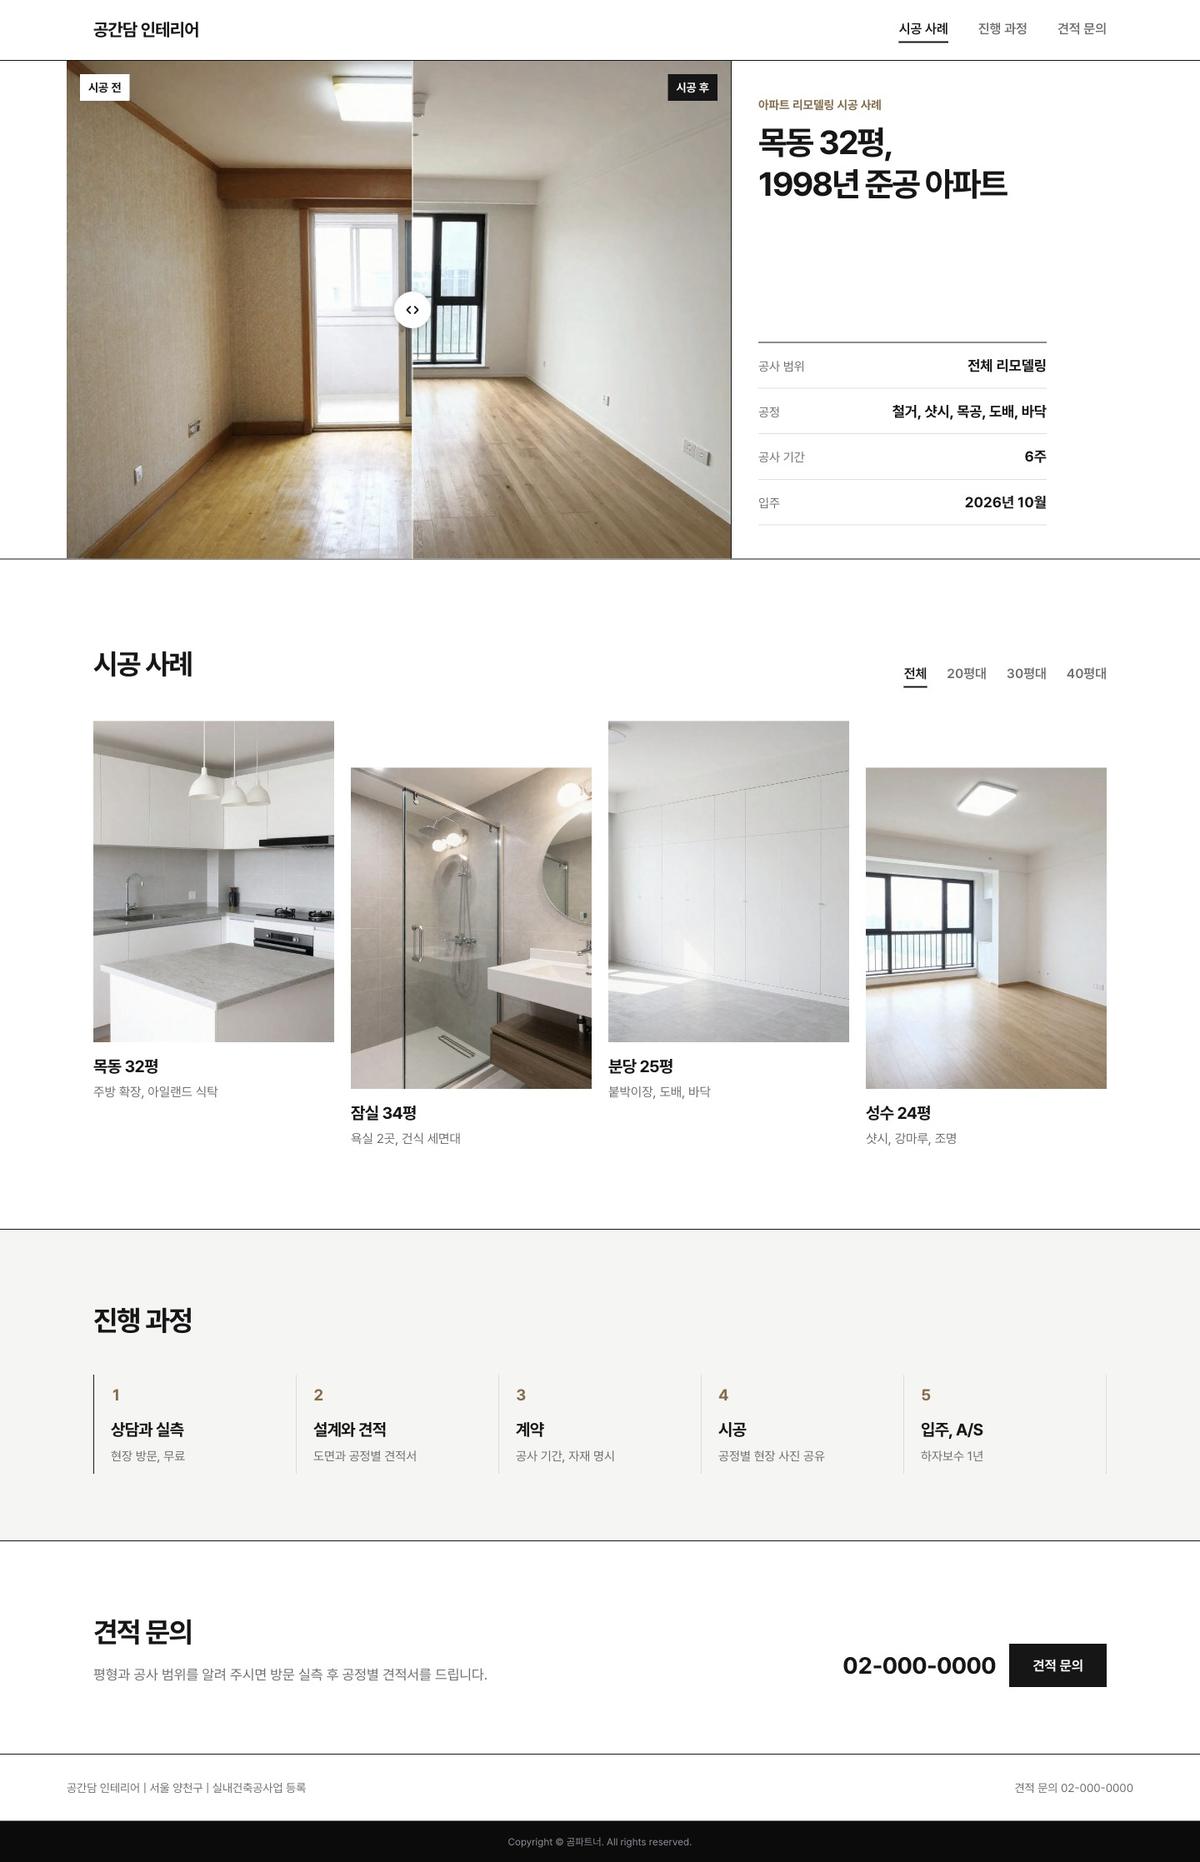 공간담 인테리어
시공 사례
진행 과정
견적 문의
시공 전
시공 후
아파트 리모델링 시공 사례
목동 32평,
1998년 준공 아파트
공사 범위
전체 리모델링
공정
철거, 샷시, 목공, 도배, 바닥
공사 기간
6주
입주
2026년 10월
시공 사례
전체
20평대
30평대
40평대
목동 32평
주방 확장, 아일랜드 식탁
잠실 34평
욕실 2곳, 건식 세면대
분당 25평
붙박이장, 도배, 바닥
성수 24평
샷시, 강마루, 조명
진행 과정
1
상담과 실측
현장 방문, 무료
2
설계와 견적
도면과 공정별 견적서
3
계약
공사 기간, 자재 명시
4
시공
공정별 현장 사진 공유
5
입주, A/S
하자보수 1년
견적 문의
평형과 공사 범위를 알려 주시면 방문 실측 후 공정별 견적서를 드립니다.
02-000-0000
견적 문의
공간담 인테리어 | 서울 양천구 | 실내건축공사업 등록
견적 문의 02-000-0000
Copyright © 곰파트너. All rights reserved.